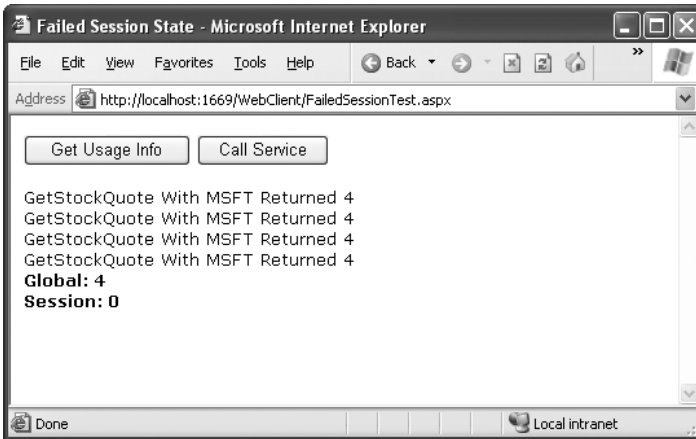 Failed Session State - Microsoft Internet Explorer
File Edit View Favorites Tools Help Back »
Address http://localhost:1669/WebClient/FailedSessionTest.aspx
Get Usage Info Call Service
GetStockQuote With MSFT Returned 4
GetStockQuote With MSFT Returned 4
GetStockQuote With MSFT Returned 4
GetStockQuote With MSFT Returned 4
Global: 4
Session: 0
Done Local intranet